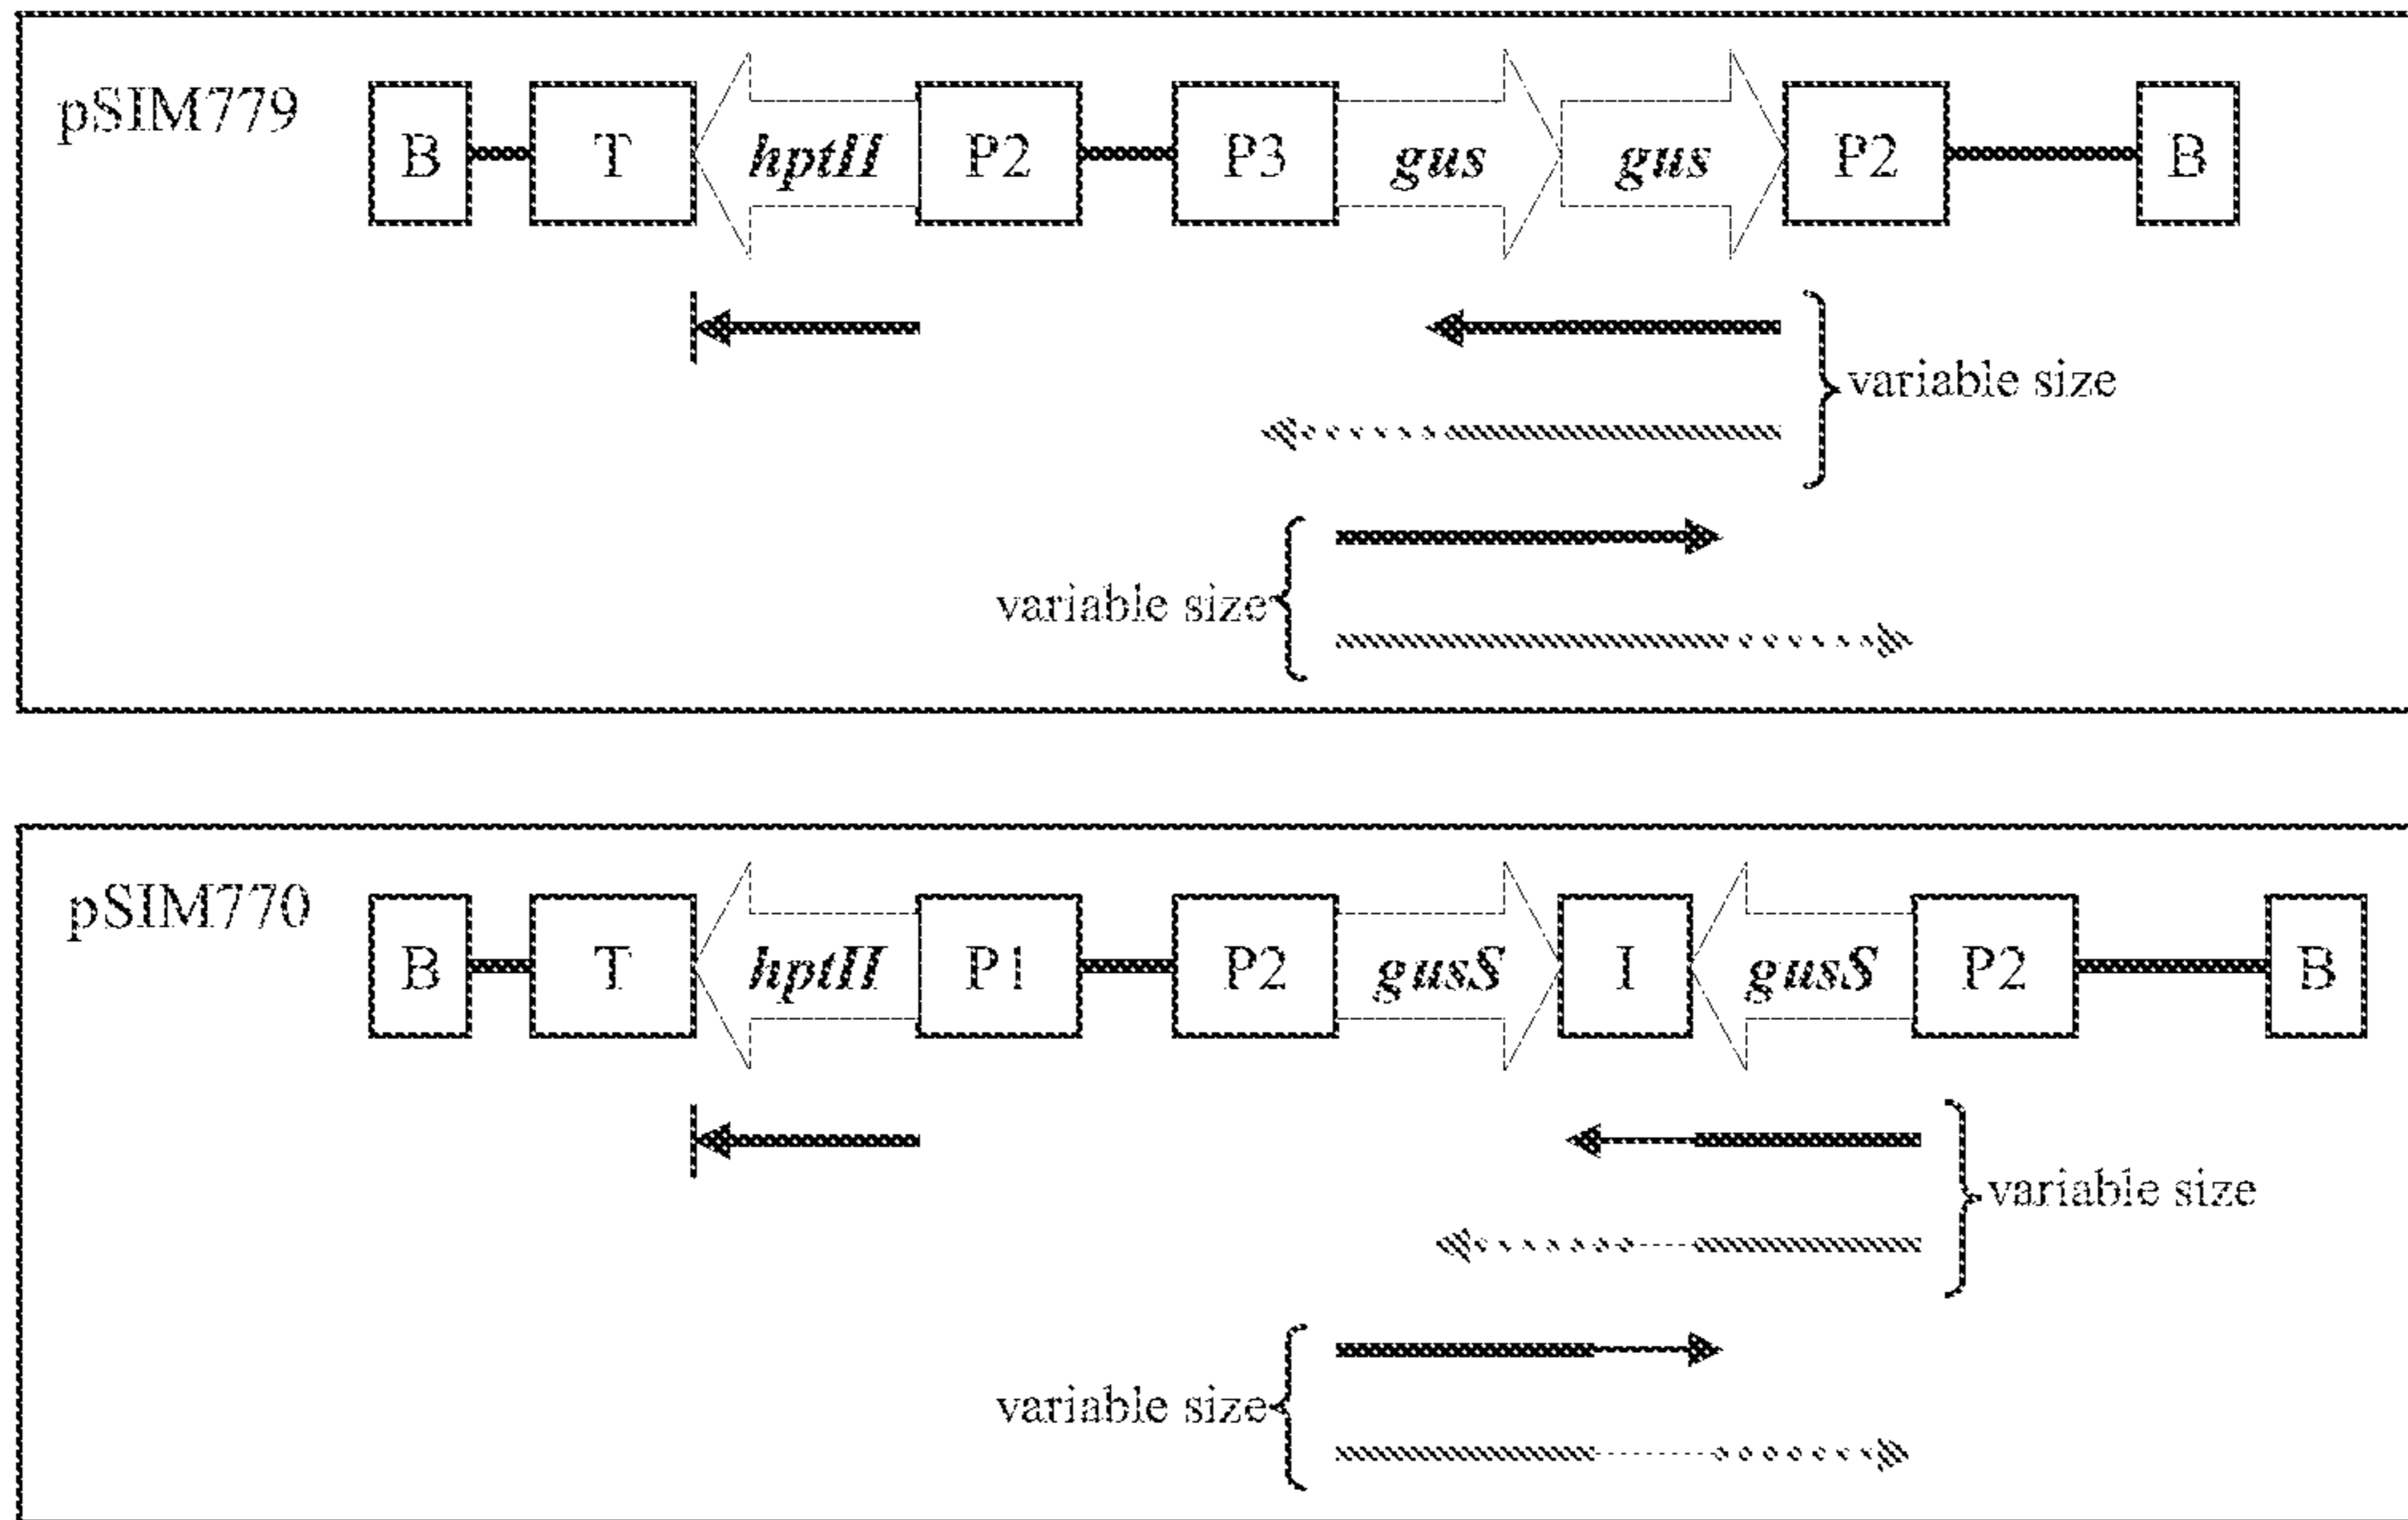 pSIM779
B T hptII P2 P3 gus gus P2 B
variable size
variable size
pSIM770
B T hptII P1 P2 gusS I gusS P2 B
variable size
variable size